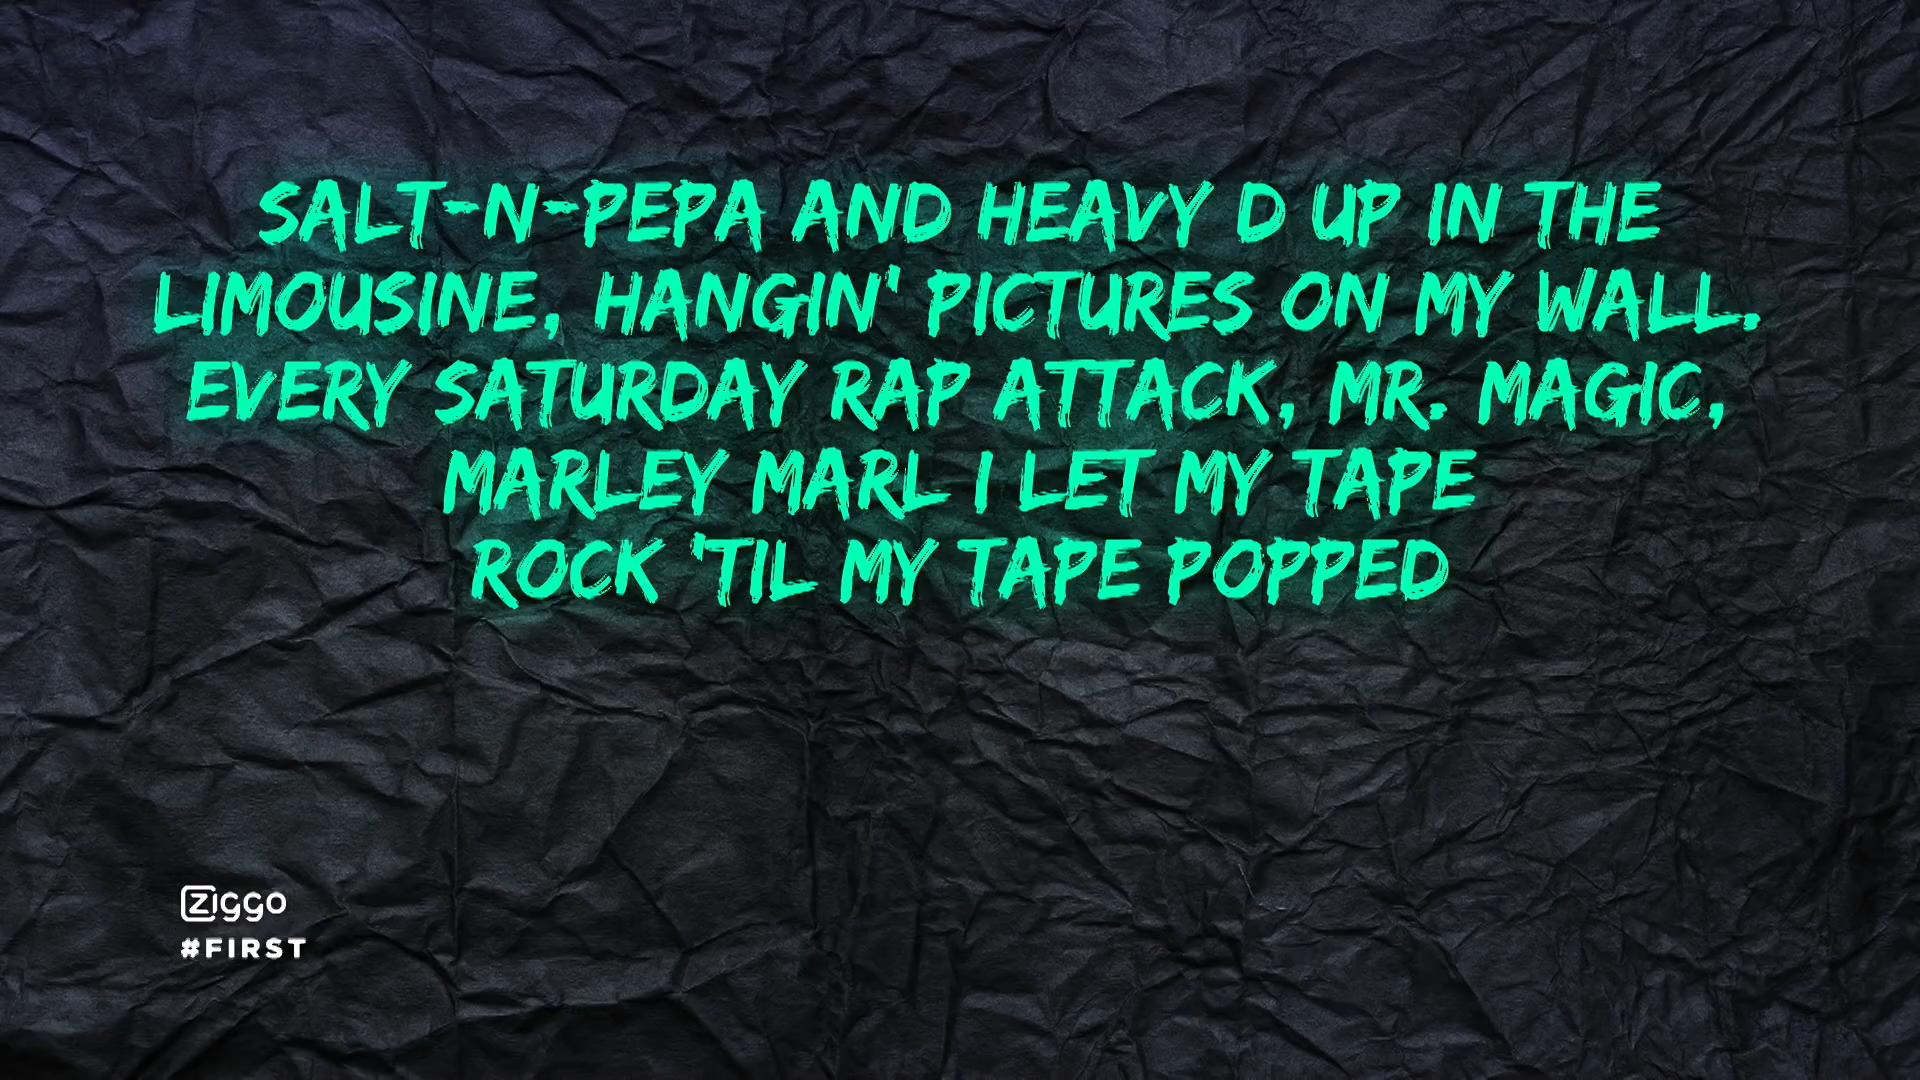 SALT-N-PEPA AND HEAVY D UP IN THE
LIMOUSINE, HANGIN' PICTURES ON MY WALL.
EVERY SATURDAY RAP ATTACK, MR. MAGIC,
MARLEY MARL I LET MY TAPE
ROCK 'TIL MY TAPE POPPED
Ziggo
#FIRST